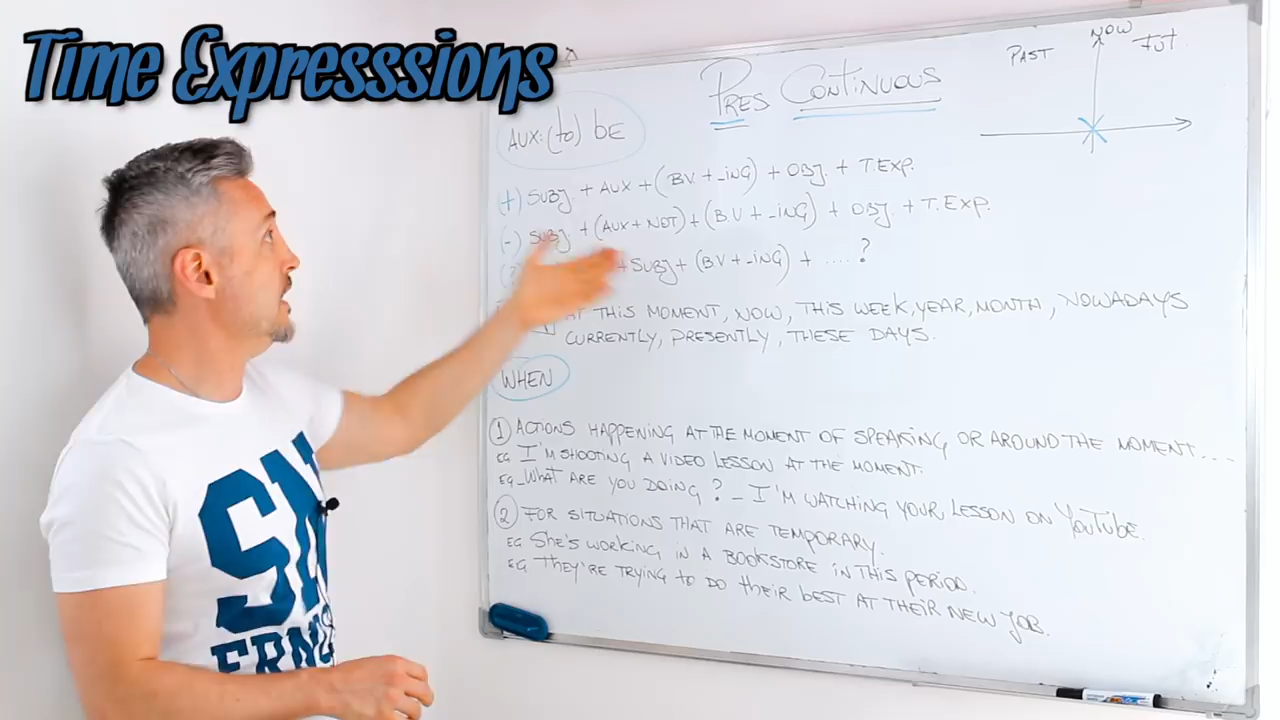 Time Expresssions
PRES CONTINUOUS
PAST NOW FUT.
AUX: (to) BE
(+) SUBJ. + AUX + (B.V. + -ING) + OBJ. + T.EXP.
(-) SUBJ. + (AUX + NOT) + (B.V + -ING) + OBJ. + T.EXP.
(?) + SUBJ + (B.V + -ING) + ....?
AT THIS MOMENT, NOW, THIS WEEK, YEAR, MONTH, NOWADAYS
CURRENTLY, PRESENTLY, THESE DAYS.
WHEN
1 ACTIONS HAPPENING AT THE MOMENT OF SPEAKING OR AROUND THE MOMENT....
EG I'M SHOOTING A VIDEO LESSON AT THE MOMENT.
EG _WHAT ARE YOU DOING? _ I'M WATCHING YOUR LESSON ON YOUTUBE.
2 FOR SITUATIONS THAT ARE TEMPORARY.
EG SHE'S WORKING IN A BOOKSTORE IN THIS PERIOD.
EG THEY'RE TRYING TO DO THEIR BEST AT THEIR NEW JOB.